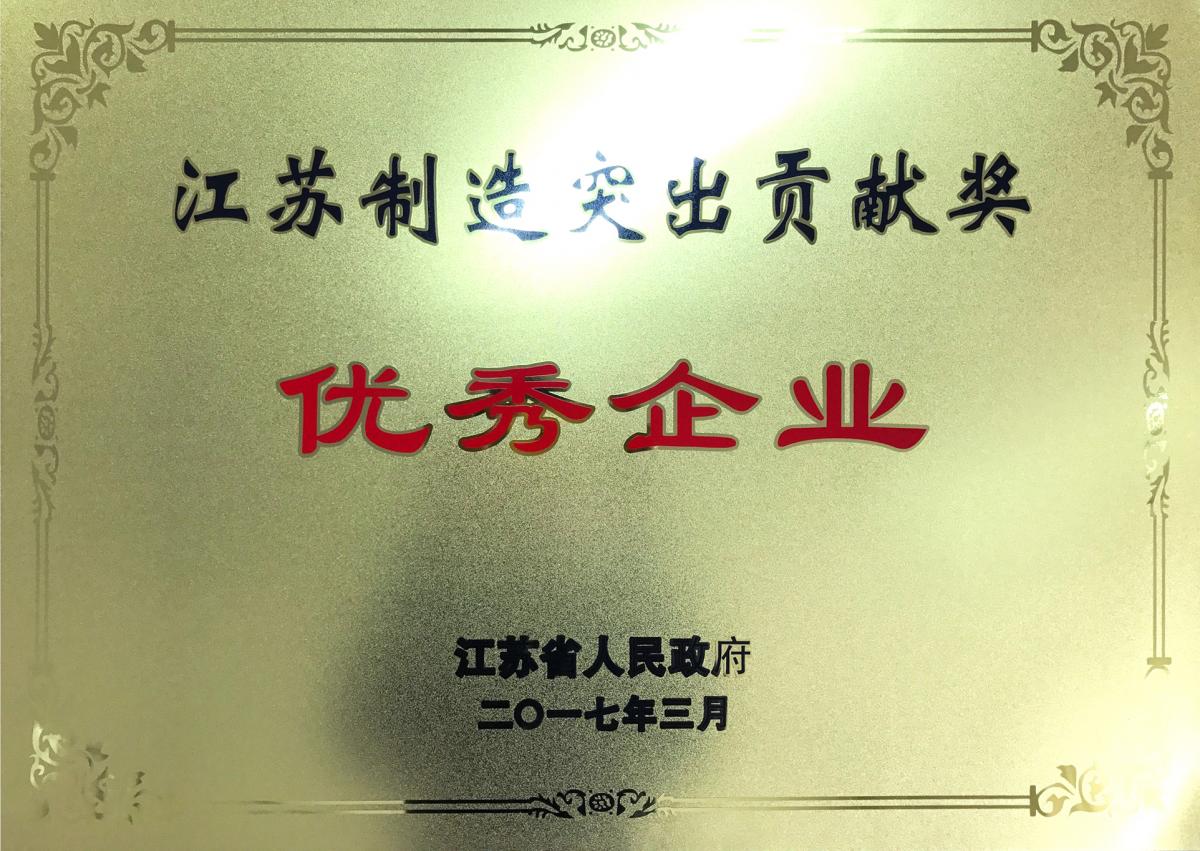 江苏制造突出贡献奖
优秀企业
江苏省人民政府
二〇一七年三月